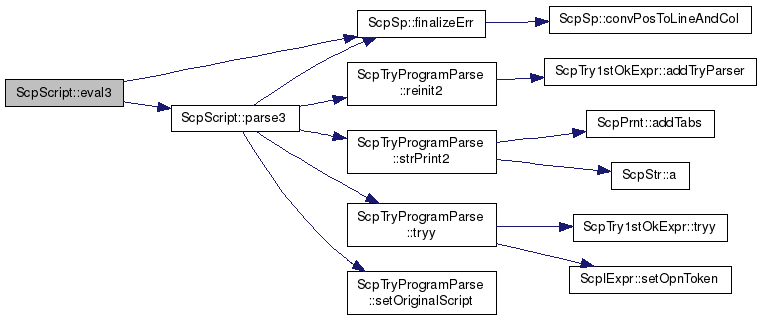 ScpScript::eval3
ScpScript::parse3
ScpSp::finalizeErr
ScpSp::convPosToLineAndCol
ScpTryProgramParse
::reinit2
ScpTry1stOkExpr::addTryParser
ScpTryProgramParse
::strPrint2
ScpPrnt::addTabs
ScpStr::a
ScpTryProgramParse
::tryy
ScpTry1stOkExpr::tryy
ScpIExpr::setOpnToken
ScpTryProgramParse
::setOriginalScript